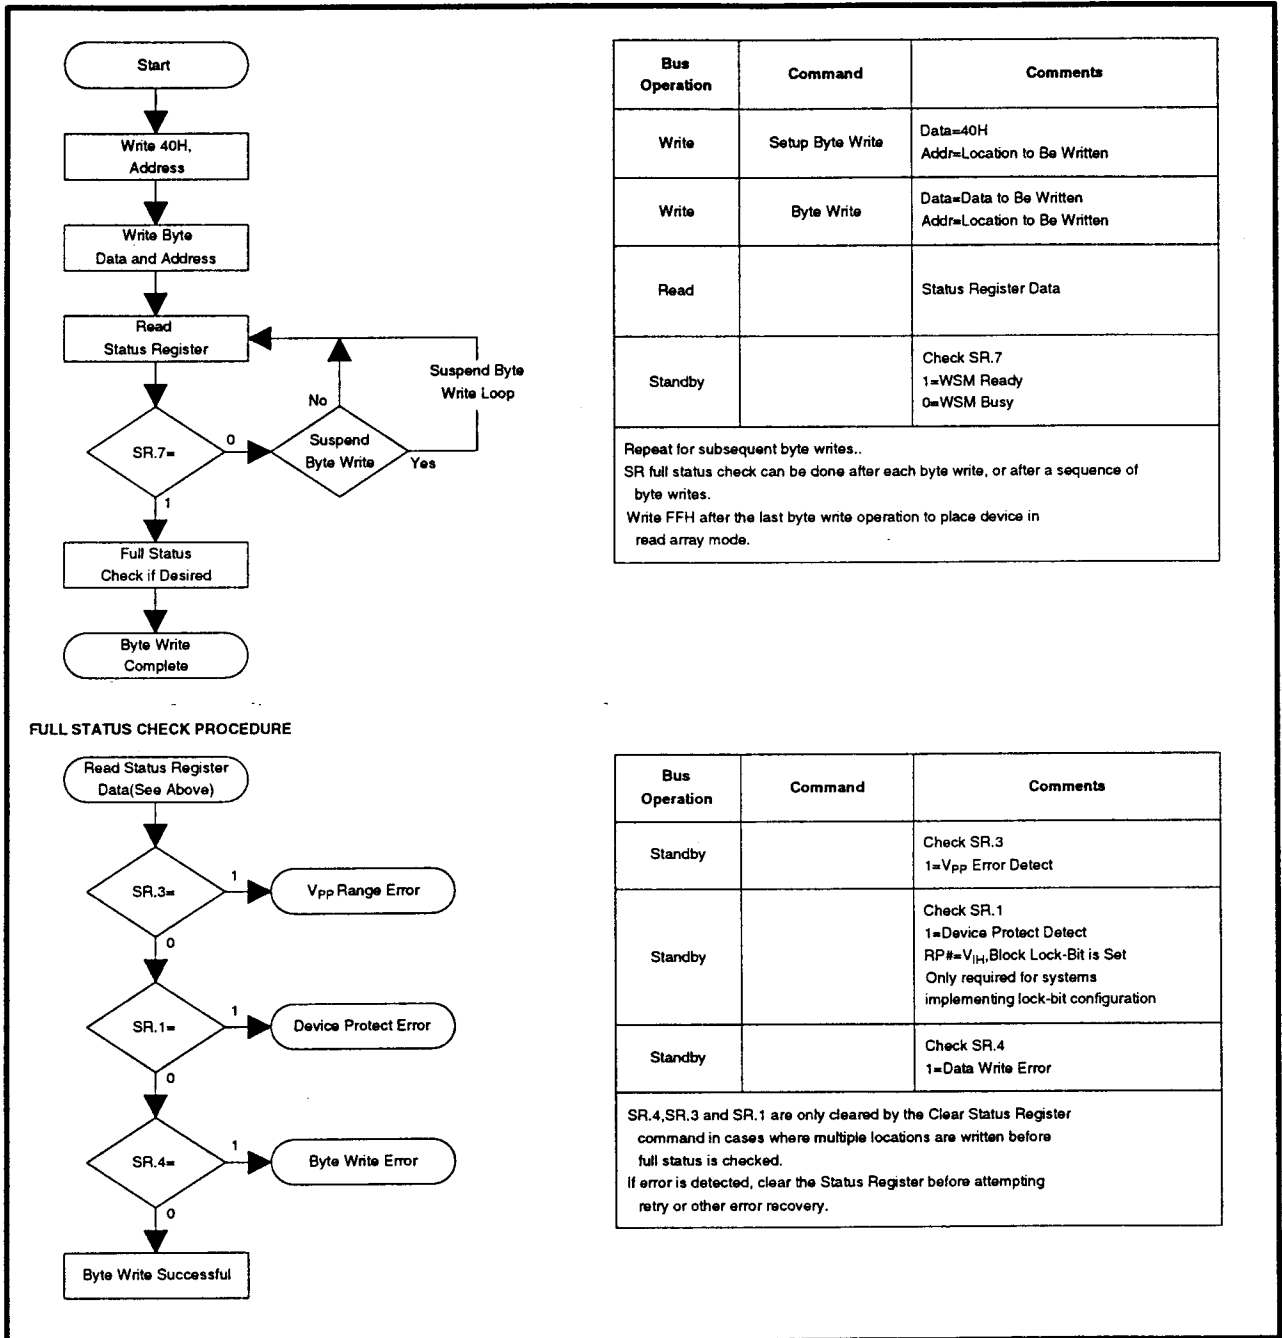 Start
Write 40H,
Address
Write Byte
Data and Address
Read
Status Register
Suspend Byte
Write Loop
No
SR.7=
0
Suspend
Byte Write
Yes
1
Full Status
Check if Desired
Byte Write
Complete
Bus
Operation
Command
Comments
Write
Setup Byte Write
Data=40H
Addr=Location to Be Written
Write
Byte Write
Data=Data to Be Written
Addr=Location to Be Written
Read
Status Register Data
Standby
Check SR.7
1=WSM Ready
0=WSM Busy
Repeat for subsequent byte writes..
SR full status check can be done after each byte write, or after a sequence of
byte writes.
Write FFH after the last byte write operation to place device in
read array mode.
FULL STATUS CHECK PROCEDURE
Read Status Register
Data(See Above)
SR.3=
1
VPP Range Error
0
SR.1=
1
Device Protect Error
0
SR.4=
1
Byte Write Error
0
Byte Write Successful
Bus
Operation
Command
Comments
Standby
Check SR.3
1=VPP Error Detect
Standby
Check SR.1
1=Device Protect Detect
RP#=VIH,Block Lock-Bit is Set
Only required for systems
implementing lock-bit configuration
Standby
Check SR.4
1=Data Write Error
SR.4,SR.3 and SR.1 are only cleared by the Clear Status Register
command in cases where multiple locations are written before
full status is checked.
If error is detected, clear the Status Register before attempting
retry or other error recovery.